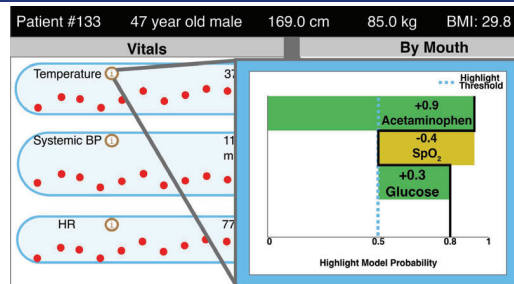 Patient #133 47 year old male 169.0 cm 85.0 kg BMI: 29.8
Vitals By Mouth
Temperature i 37
Systemic BP i 11
m
HR i 77
Highlight
Threshold
+0.9
Acetaminophen
-0.4
SpO2
+0.3
Glucose
0 0.5 0.8 1
Highlight Model Probability